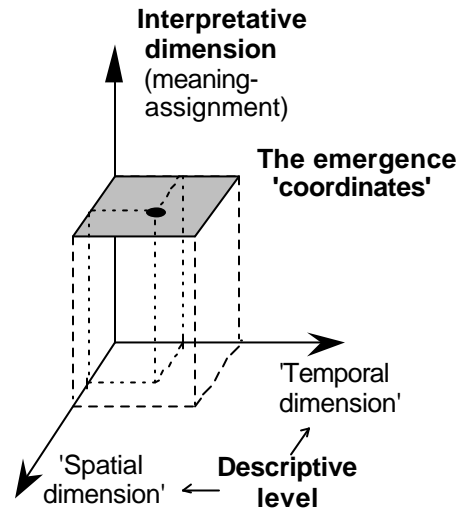 Interpretative
dimension
(meaning-
assignment)
The emergence
'coordinates'
'Temporal
dimension'
'Spatial
dimension'
Descriptive
level